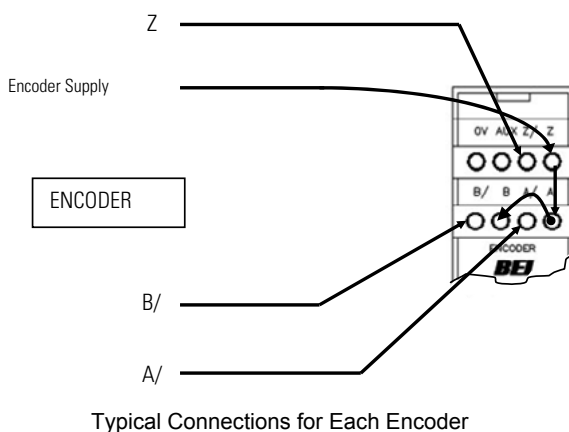 Z
Encoder Supply
0V AUX Z/ Z
ENCODER
B/ B A/ A
ENCODER
BEI
B/
A/
Typical Connections for Each Encoder